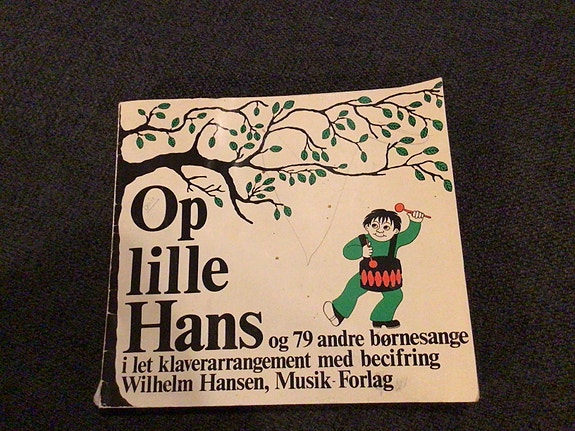 Op
lille
Hans og 79 andre børnesange
i let klaverarrangement med becifring
Wilhelm Hansen, Musik-Forlag